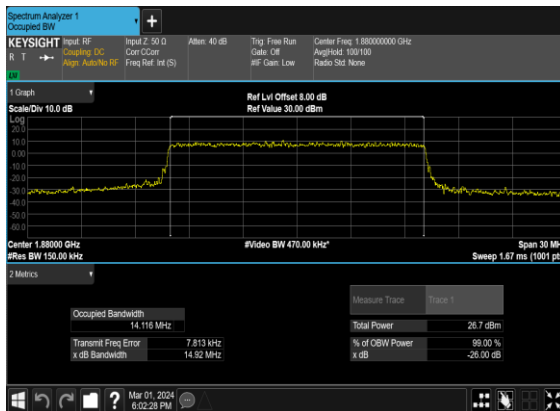 Spectrum Analyzer 1
Occupied BW
KEYSIGHT
R T
Input: RF
Coupling: DC
Align: Auto/No RF
Input Z: 50 Ω
Corr CCorr
Freq Ref: Int (S)
Atten: 40 dB
Trig: Free Run
Gate: Off
#IF Gain: Low
Center Freq: 1.880000000 GHz
Avg|Hold: 100/100
Radio Std: None
1 Graph
Scale/Div 10.0 dB
Ref Lvl Offset 8.00 dB
Ref Value 30.00 dBm
Log
20.0
10.0
0.00
-10.0
-20.0
-30.0
-40.0
-50.0
-60.0
Center 1.88000 GHz
#Res BW 150.00 kHz
#Video BW 470.00 kHz*
Span 30 MH
Sweep 1.67 ms (1001 pt
2 Metrics
Measure Trace Trace 1
Occupied Bandwidth
14.116 MHz
Total Power 26.7 dBm
Transmit Freq Error 7.813 kHz
% of OBW Power 99.00 %
x dB Bandwidth 14.92 MHz
x dB -26.00 dB
Mar 01, 2024
6:02:28 PM